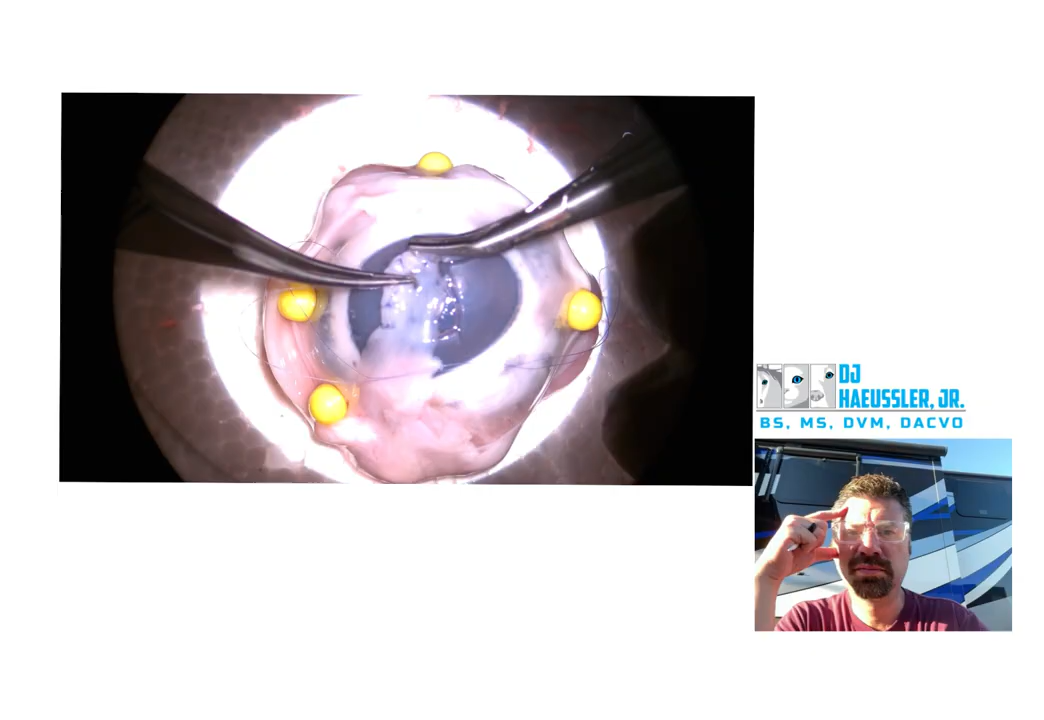 DJ
HAEUSSLER, JR.
BS, MS, DVM, DACVO